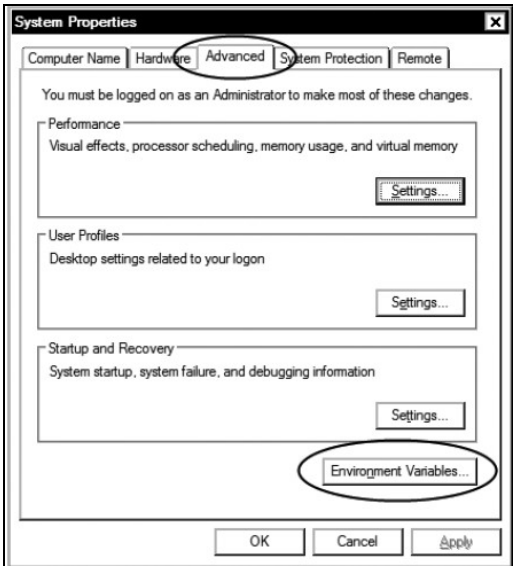 System Properties
Computer Name Hardware Advanced System Protection Remote
You must be logged on as an Administrator to make most of these changes.
Performance
Visual effects, processor scheduling, memory usage, and virtual memory
Settings...
User Profiles
Desktop settings related to your logon
Settings...
Startup and Recovery
System startup, system failure, and debugging information
Settings...
Environment Variables...
OK Cancel Apply